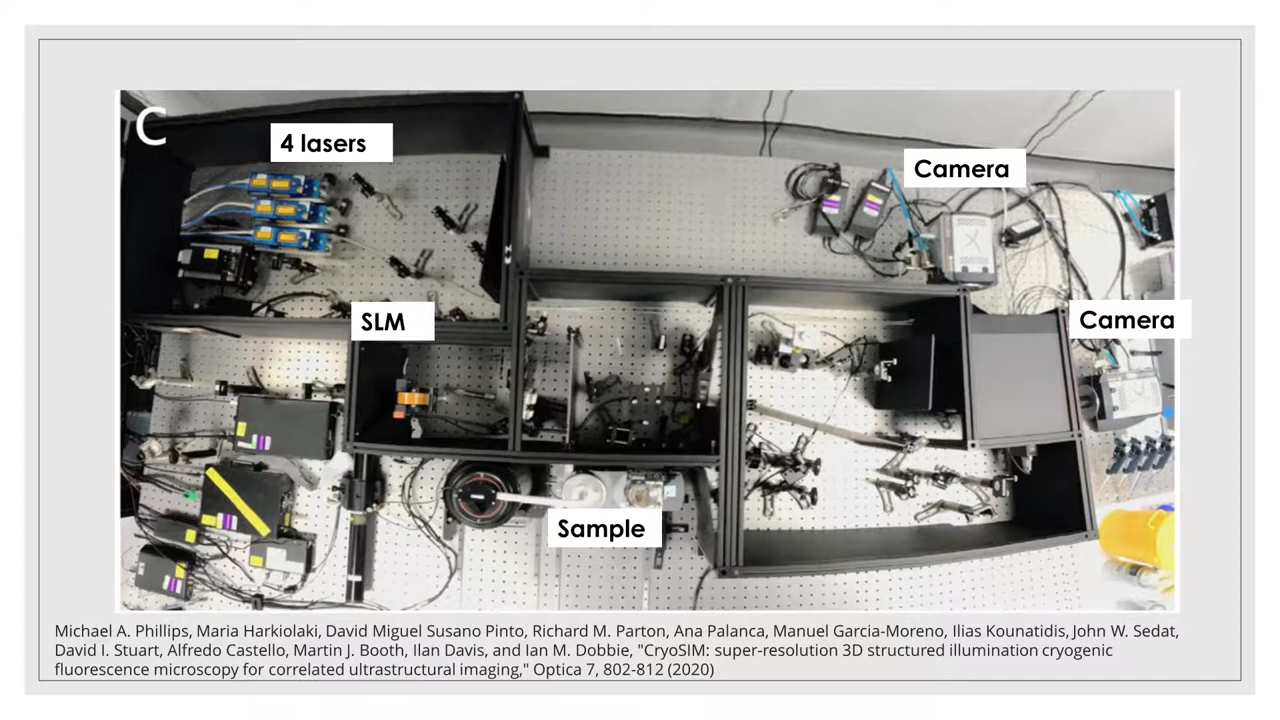 C
4 lasers
Camera
SLM
Camera
Sample
Michael A. Phillips, Maria Harkiolaki, David Miguel Susano Pinto, Richard M. Parton, Ana Palanca, Manuel Garcia-Moreno, Ilias Kounatidis, John W. Sedat,
David I. Stuart, Alfredo Castello, Martin J. Booth, Ilan Davis, and Ian M. Dobbie, "CryoSIM: super-resolution 3D structured illumination cryogenic
fluorescence microscopy for correlated ultrastructural imaging," Optica 7, 802-812 (2020)